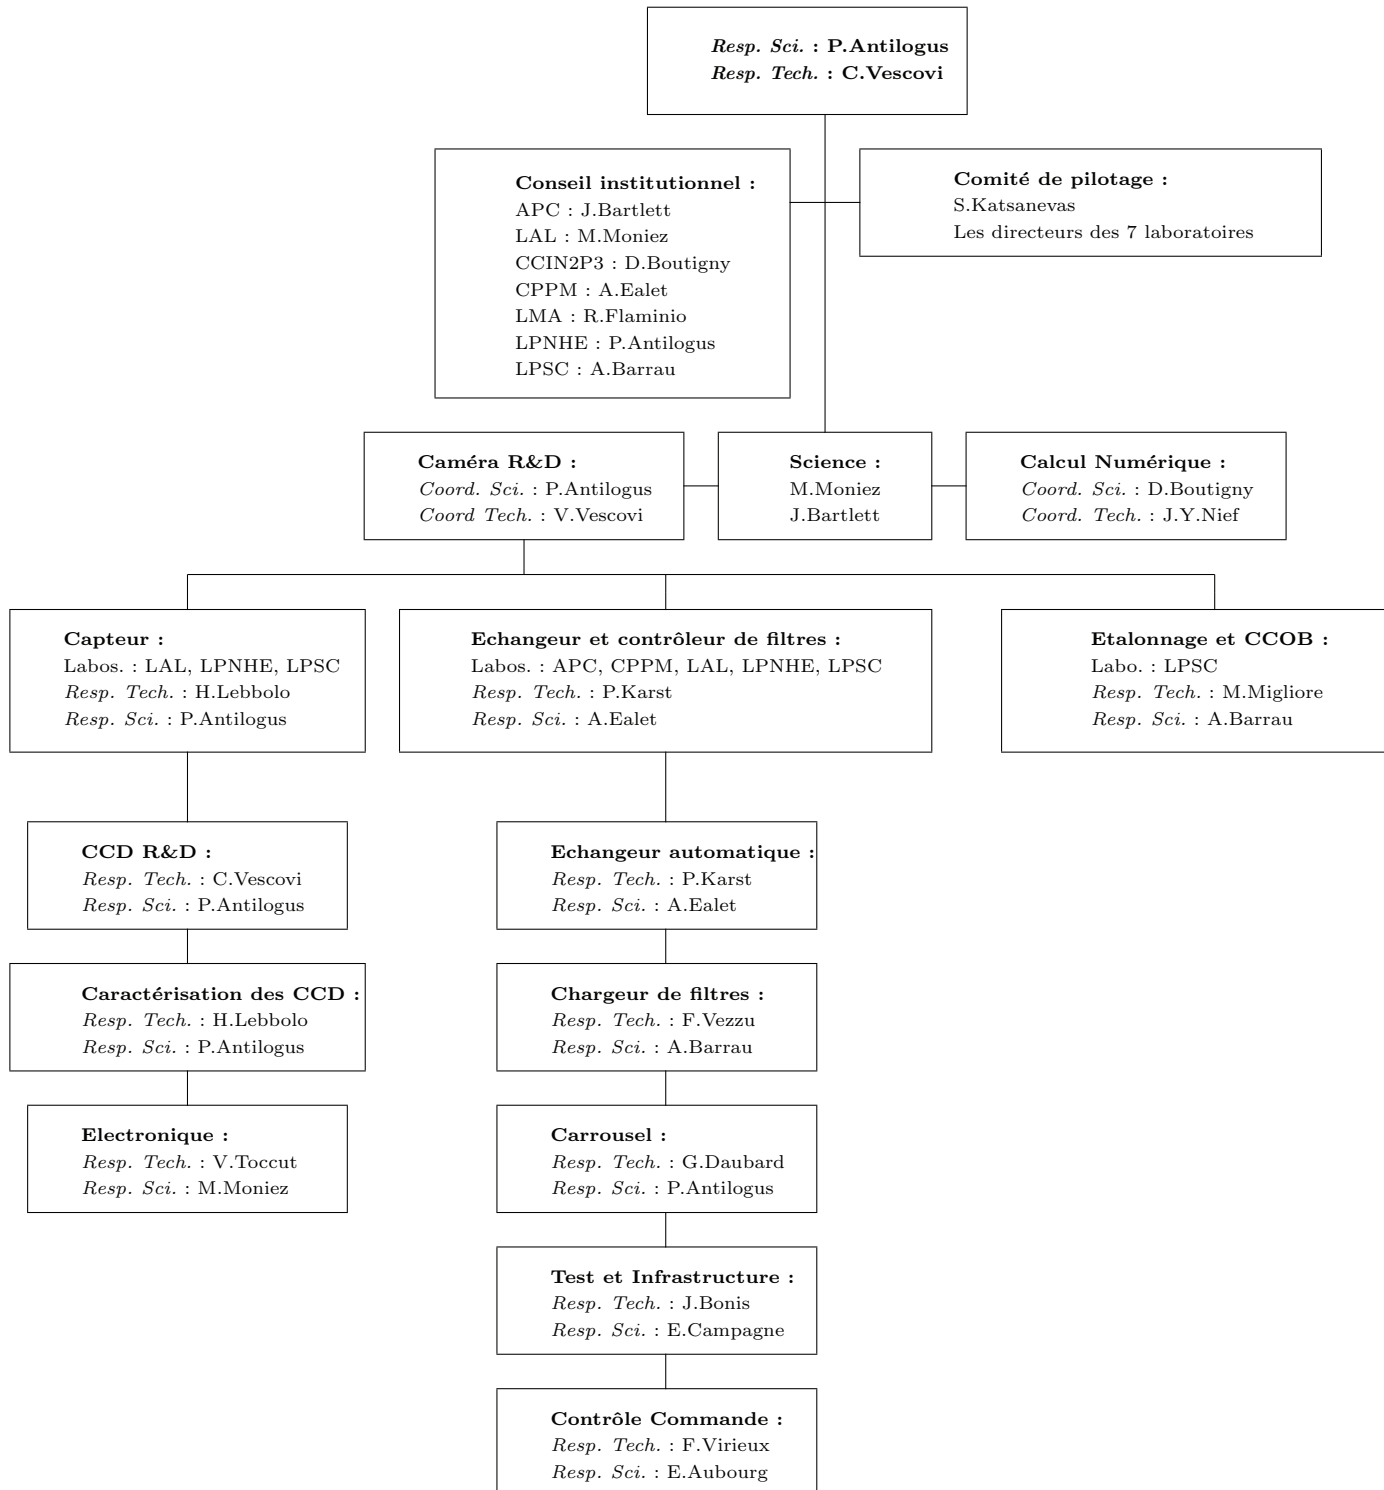 Resp. Sci. : P.Antilogus
Resp. Tech. : C.Vescovi
Conseil institutionnel :
APC : J.Bartlett
LAL : M.Moniez
CCIN2P3 : D.Boutigny
CPPM : A.Ealet
LMA : R.Flaminio
LPNHE : P.Antilogus
LPSC : A.Barrau
Comité de pilotage :
S.Katsanevas
Les directeurs des 7 laboratoires
Caméra R&D :
Coord. Sci. : P.Antilogus
Coord Tech. : V.Vescovi
Science :
M.Moniez
J.Bartlett
Calcul Numérique :
Coord. Sci. : D.Boutigny
Coord. Tech. : J.Y.Nief
Capteur :
Labos. : LAL, LPNHE, LPSC
Resp. Tech. : H.Lebbolo
Resp. Sci. : P.Antilogus
Echangeur et contrôleur de filtres :
Labos. : APC, CPPM, LAL, LPNHE, LPSC
Resp. Tech. : P.Karst
Resp. Sci. : A.Ealet
Etalonnage et CCOB :
Labo. : LPSC
Resp. Tech. : M.Migliore
Resp. Sci. : A.Barrau
CCD R&D :
Resp. Tech. : C.Vescovi
Resp. Sci. : P.Antilogus
Caractérisation des CCD :
Resp. Tech. : H.Lebbolo
Resp. Sci. : P.Antilogus
Electronique :
Resp. Tech. : V.Toccut
Resp. Sci. : M.Moniez
Echangeur automatique :
Resp. Tech. : P.Karst
Resp. Sci. : A.Ealet
Chargeur de filtres :
Resp. Tech. : F.Vezzu
Resp. Sci. : A.Barrau
Carrousel :
Resp. Tech. : G.Daubard
Resp. Sci. : P.Antilogus
Test et Infrastructure :
Resp. Tech. : J.Bonis
Resp. Sci. : E.Campagne
Contrôle Commande :
Resp. Tech. : F.Virieux
Resp. Sci. : E.Aubourg